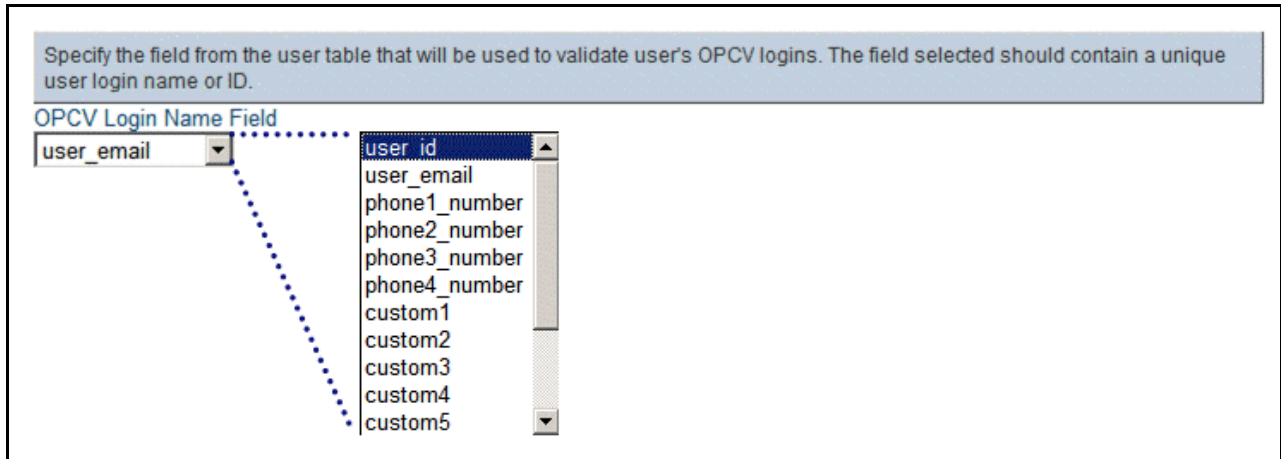 Specify the field from the user table that will be used to validate user's OPCV logins. The field selected should contain a unique
user login name or ID.
OPCV Login Name Field
user_email
user_id
user_email
phone1_number
phone2_number
phone3_number
phone4_number
custom1
custom2
custom3
custom4
custom5